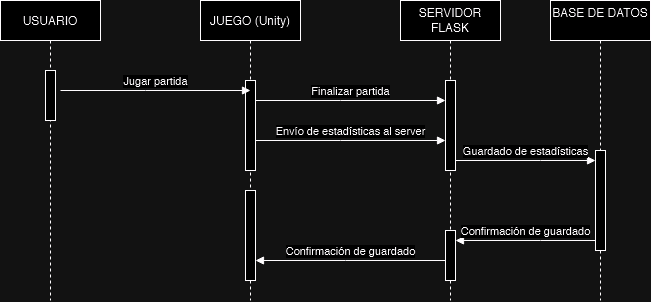 USUARIO
JUEGO (Unity)
SERVIDOR
FLASK
BASE DE DATOS
Jugar partida
Finalizar partida
Envío de estadísticas al server
Guardado de estadísticas
Confirmación de guardado
Confirmación de guardado